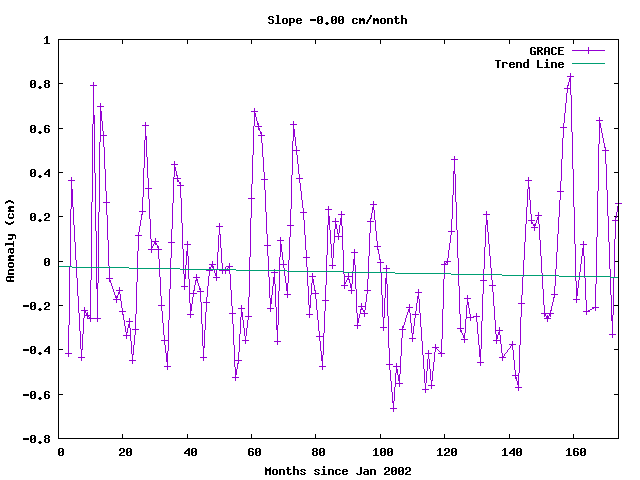 Slope -0.00 cm/month
GRACE
Trend Line
1
0.8
0.6
0.4
0.2
0
-0.2
-0.4
-0.6
-0.8
Anomaly (cm)
0 20 40 60 80 100 120 140 160
Months since Jan 2002